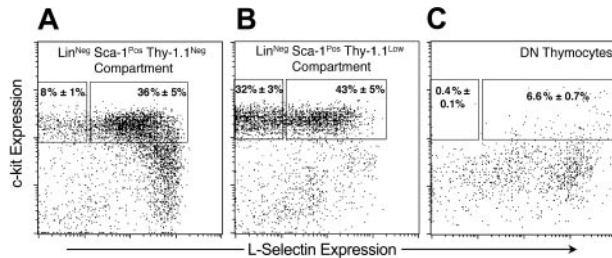 A
B
C
Lin^Neg Sca-1^Pos Thy-1.1^Neg
Compartment
Lin^Neg Sca-1^Pos Thy-1.1^Low
Compartment
DN Thymocytes
8% ± 1%
36% ± 5%
32% ± 3%
43% ± 5%
0.4% ±
0.1%
6.6% ± 0.7%
c-kit Expression
L-Selectin Expression